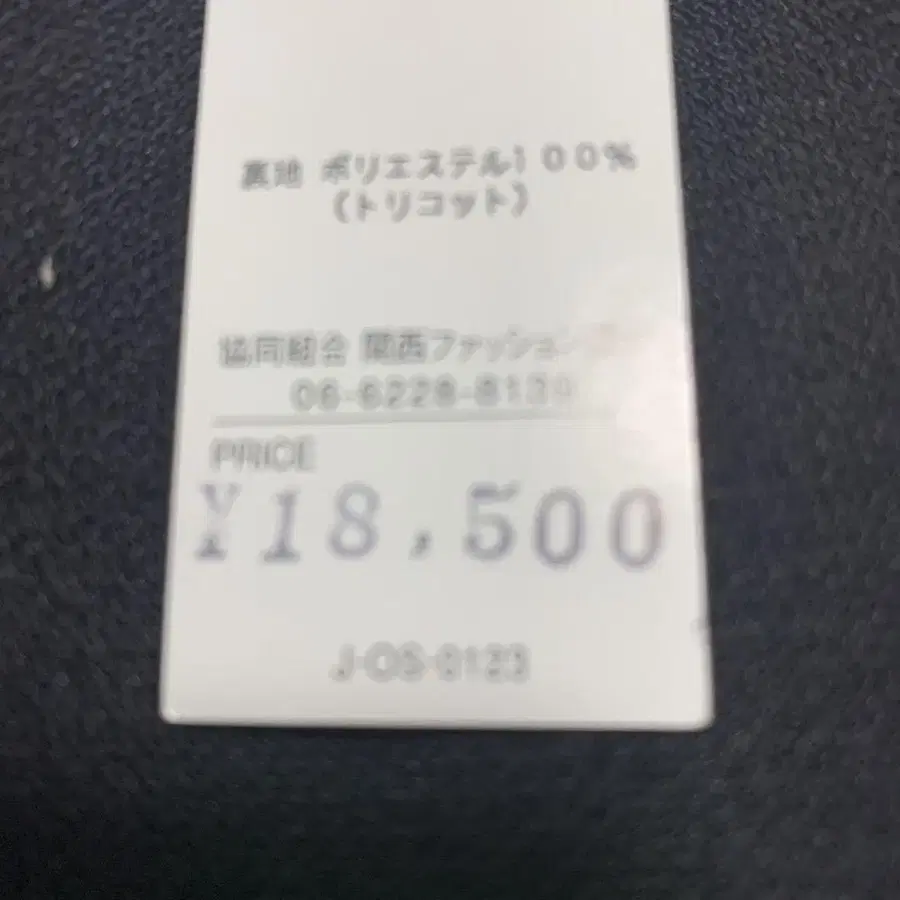 裏地 ポリエステル100%
(トリコット)
協同組合 関西ファッション
PRICE
¥18,500
J-OS-0123